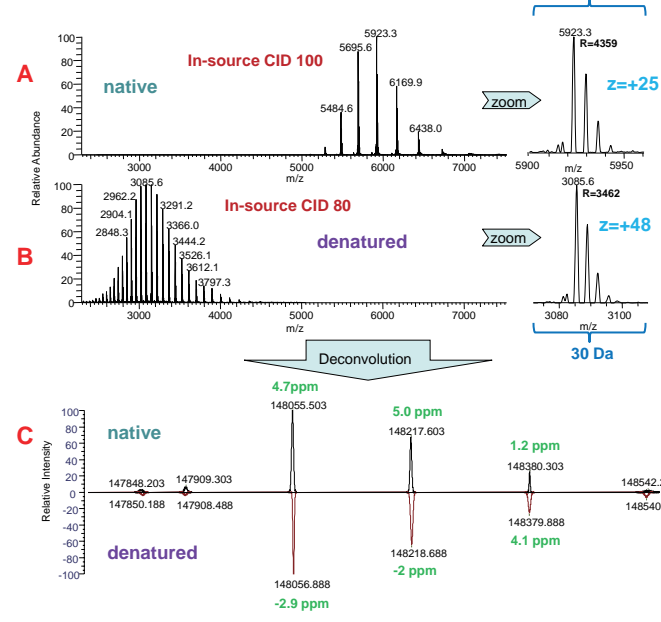 A
native
In-source CID 100
Relative Abundance
100
80
60
40
20
0
5484.6
5695.6
5923.3
6169.9
6438.0
3000 4000 5000 6000 7000
m/z
zoom
5923.3
R=4359
z=+25
5900 5950
m/z
B
In-source CID 80
denatured
100
80
60
40
20
0
2848.3
2904.1
2962.2
3085.6
3291.2
3366.0
3444.2
3526.1
3612.1
3797.3
3000 4000 5000 6000 7000
m/z
zoom
3085.6
R=3462
z=+48
3080 3100
m/z
30 Da
Deconvolution
C
native
denatured
Relative Intensity
100
80
60
40
20
0
-20
-40
-60
-80
-100
4.7ppm
148055.503
5.0 ppm
148217.603
1.2 ppm
148380.303
147848.203
147909.303
148542.
147850.188
147908.488
148540.
148379.888
4.1 ppm
148218.688
-2 ppm
148056.888
-2.9 ppm